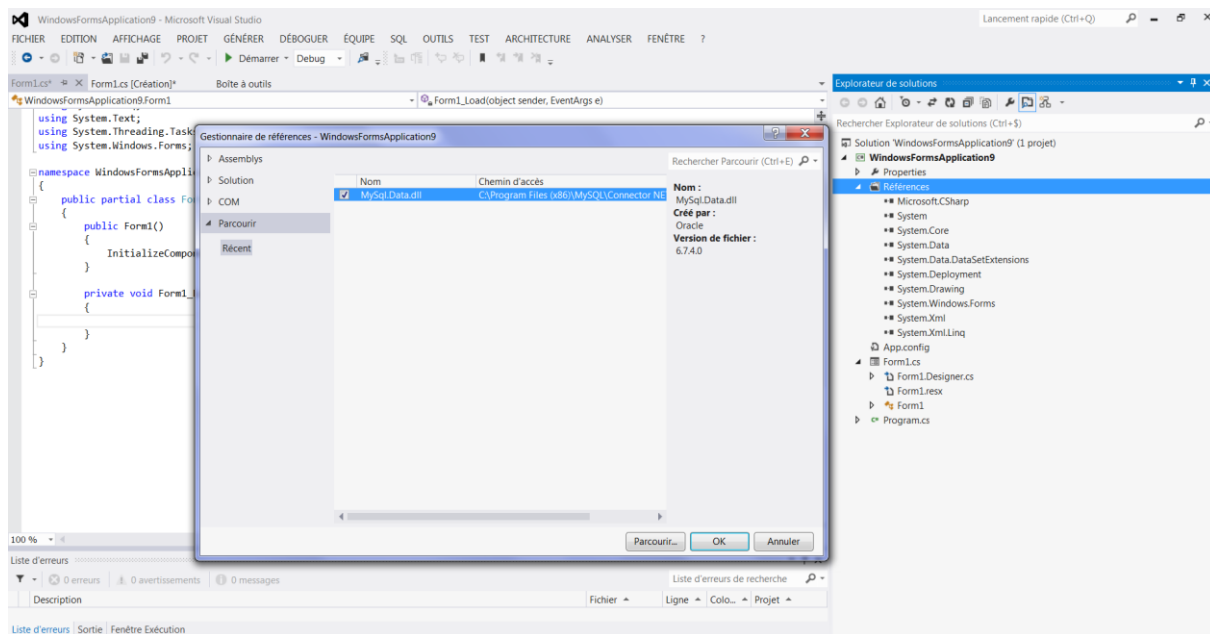 WindowsFormsApplication9 - Microsoft Visual Studio
Lancement rapide (Ctrl+Q)
FICHIER EDITION AFFICHAGE PROJET GÉNÉRER DÉBOGUER ÉQUIPE SQL OUTILS TEST ARCHITECTURE ANALYSER FENÊTRE ?
Démarrer Debug
Form1.cs* Form1.cs [Création]* Boîte à outils
WindowsFormsApplication9.Form1
Form1_Load(object sender, EventArgs e)
using System.Text;
using System.Threading.Tasks
using System.Windows.Forms;
namespace WindowsFormsAppli
{
public partial class Fo
{
public Form1()
{
InitializeCompo
}
private void Form1_
{
}
}
}
100 %
Gestionnaire de références - WindowsFormsApplication9
Assemblys
Solution
COM
Parcourir
Récent
Rechercher Parcourir (Ctrl+E)
Nom Chemin d'accès
MySql.Data.dll C:\Program Files (x86)\MySQL\Connector NE
Nom :
MySql.Data.dll
Créé par :
Oracle
Version de fichier :
6.7.4.0
Parcourir... OK Annuler
Liste d'erreurs
0 erreurs 0 avertissements 0 messages
Liste d'erreurs de recherche
Description Fichier Ligne Colo... Projet
Liste d'erreurs Sortie Fenêtre Exécution
Explorateur de solutions
Rechercher Explorateur de solutions (Ctrl+$)
Solution 'WindowsFormsApplication9' (1 projet)
WindowsFormsApplication9
Properties
Références
Microsoft.CSharp
System
System.Core
System.Data
System.Data.DataSetExtensions
System.Deployment
System.Drawing
System.Windows.Forms
System.Xml
System.Xml.Linq
App.config
Form1.cs
Form1.Designer.cs
Form1.resx
Form1
Program.cs